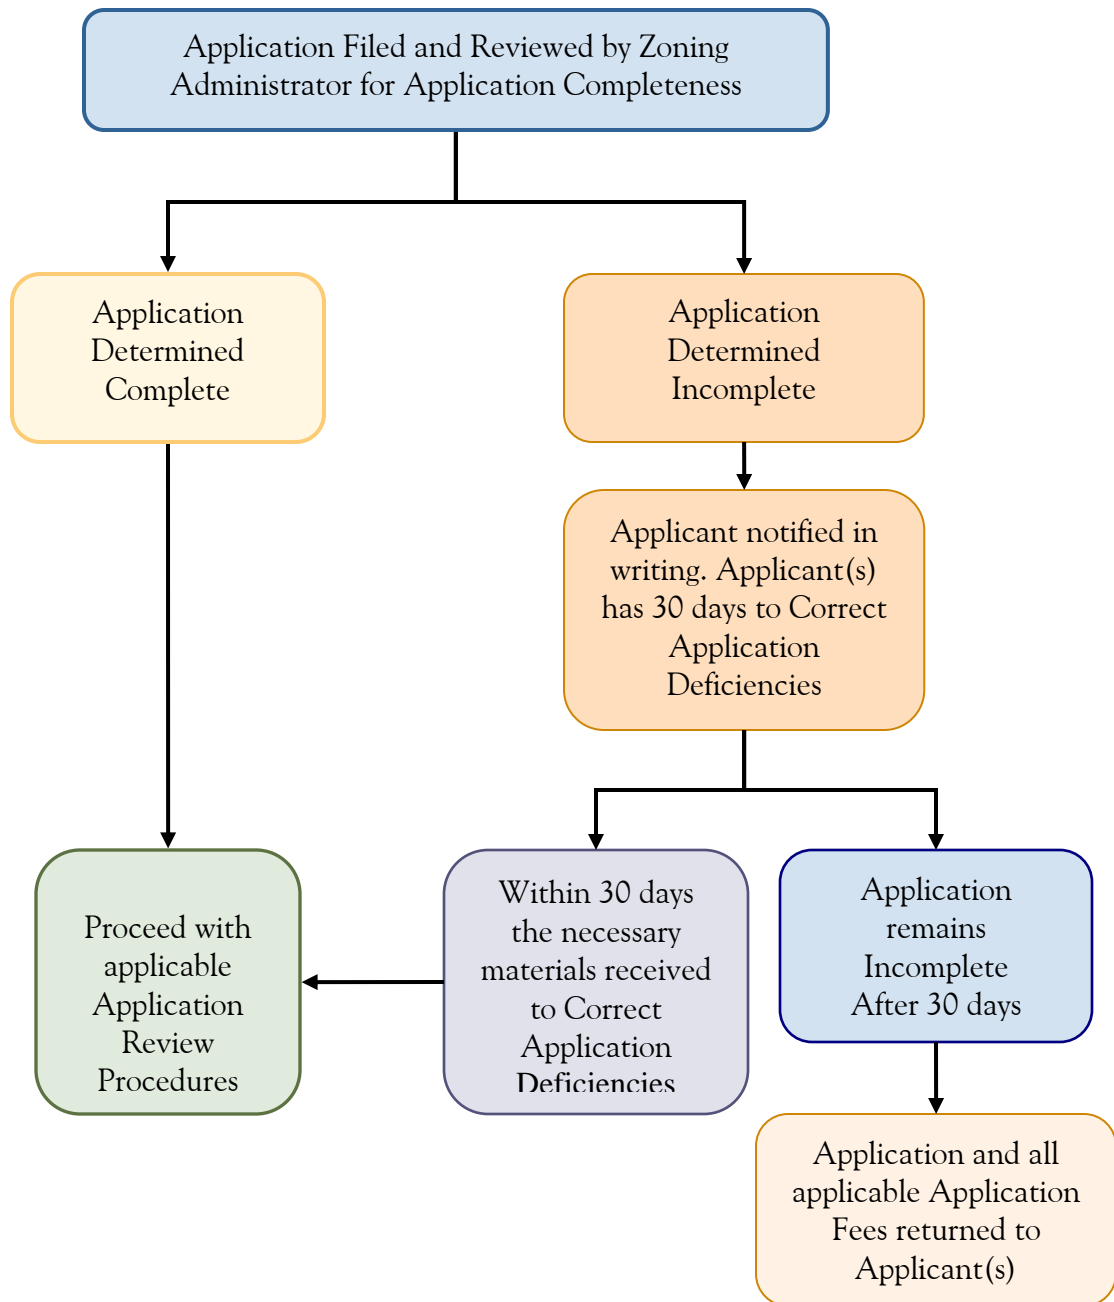 Application Filed and Reviewed by Zoning
Administrator for Application Completeness
Application
Determined
Complete
Application
Determined
Incomplete
Applicant notified in
writing. Applicant(s)
has 30 days to Correct
Application
Deficiencies
Proceed with
applicable
Application
Review
Procedures
Within 30 days
the necessary
materials received
to Correct
Application
Deficiencies
Application
remains
Incomplete
After 30 days
Application and all
applicable Application
Fees returned to
Applicant(s)